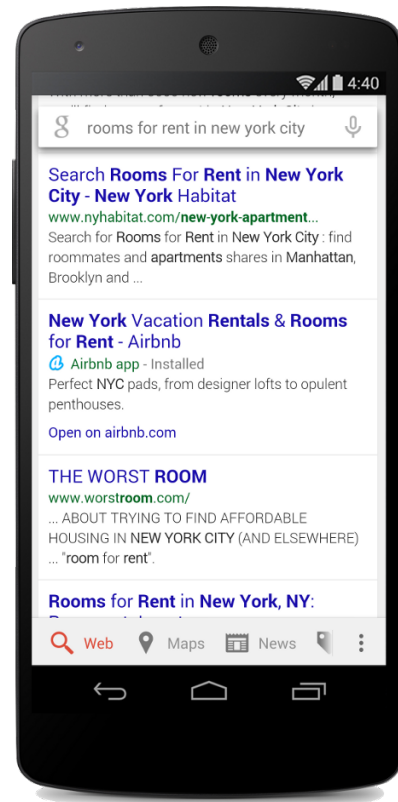 4:40
g rooms for rent in new york city
Search Rooms For Rent in New York
City - New York Habitat
www.nyhabitat.com/new-york-apartment...
Search for Rooms for Rent in New York City : find
roommates and apartments shares in Manhattan,
Brooklyn and ...
New York Vacation Rentals & Rooms
for Rent - Airbnb
Airbnb app - Installed
Perfect NYC pads, from designer lofts to opulent
penthouses.
Open on airbnb.com
THE WORST ROOM
www.worstroom.com/
... ABOUT TRYING TO FIND AFFORDABLE
HOUSING IN NEW YORK CITY (AND ELSEWHERE)
... "room for rent".
Rooms for Rent in New York, NY:
Web Maps News